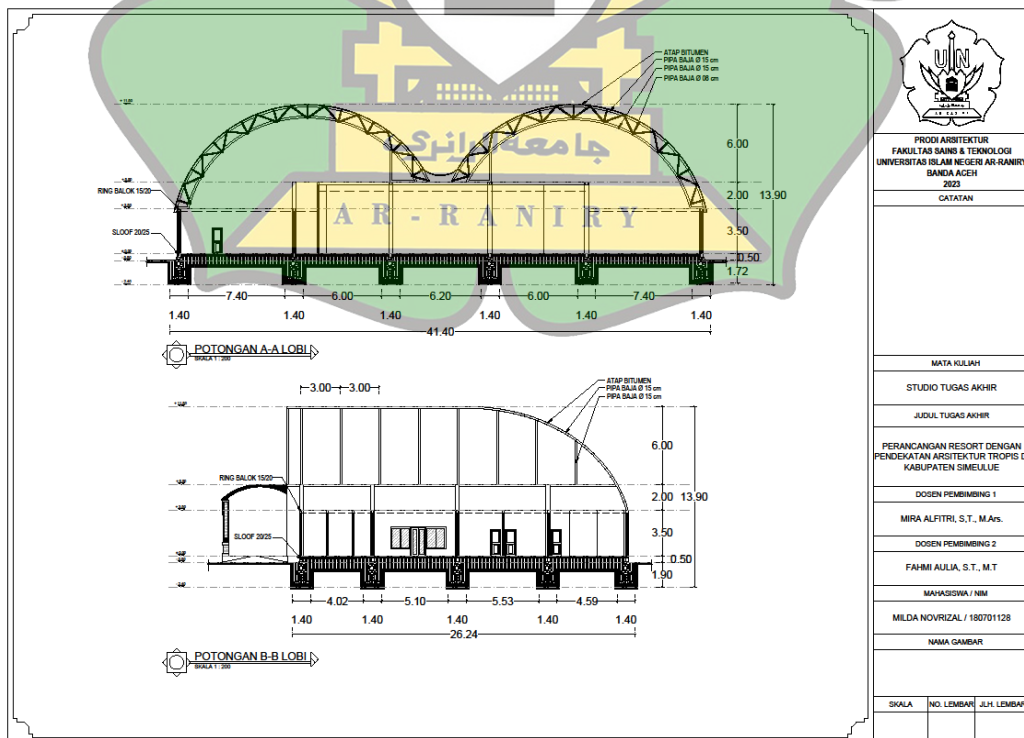 ATAP BITUMEN
PIPA BAJA Ø 15 cm
PIPA BAJA Ø 15 cm
PIPA BAJA Ø 08 cm
جامعة الرانري
AR - RANIRY
RING BALOK 15/20
SLOOF 20/25
6.00
2.00
13.90
3.50
0.50
1.72
7.40
6.00
6.20
6.00
7.40
1.40
1.40
1.40
1.40
1.40
1.40
41.40
POTONGAN A-A LOBI
SKALA 1 : 200
3.00
3.00
ATAP BITUMEN
PIPA BAJA Ø 15 cm
PIPA BAJA Ø 15 cm
RING BALOK 15/20
SLOOF 20/25
6.00
2.00
13.90
3.50
0.50
1.90
4.02
5.10
5.53
4.59
1.40
1.40
1.40
1.40
1.40
26.24
POTONGAN B-B LOBI
SKALA 1 : 200
UIN
PRODI ARSITEKTUR
FAKULTAS SAINS & TEKNOLOGI
UNIVERSITAS ISLAM NEGERI AR-RANIRY
BANDA ACEH
2023
CATATAN
MATA KULIAH
STUDIO TUGAS AKHIR
JUDUL TUGAS AKHIR
PERANCANGAN RESORT DENGAN
PENDEKATAN ARSITEKTUR TROPIS D
KABUPATEN SIMEULUE
DOSEN PEMBIMBING 1
MIRA ALFITRI, S,T., M.Ars.
DOSEN PEMBIMBING 2
FAHMI AULIA, S.T., M.T
MAHASISWA / NIM
MILDA NOVRIZAL / 180701128
NAMA GAMBAR
SKALA
NO. LEMBAR
JLH. LEMBAR